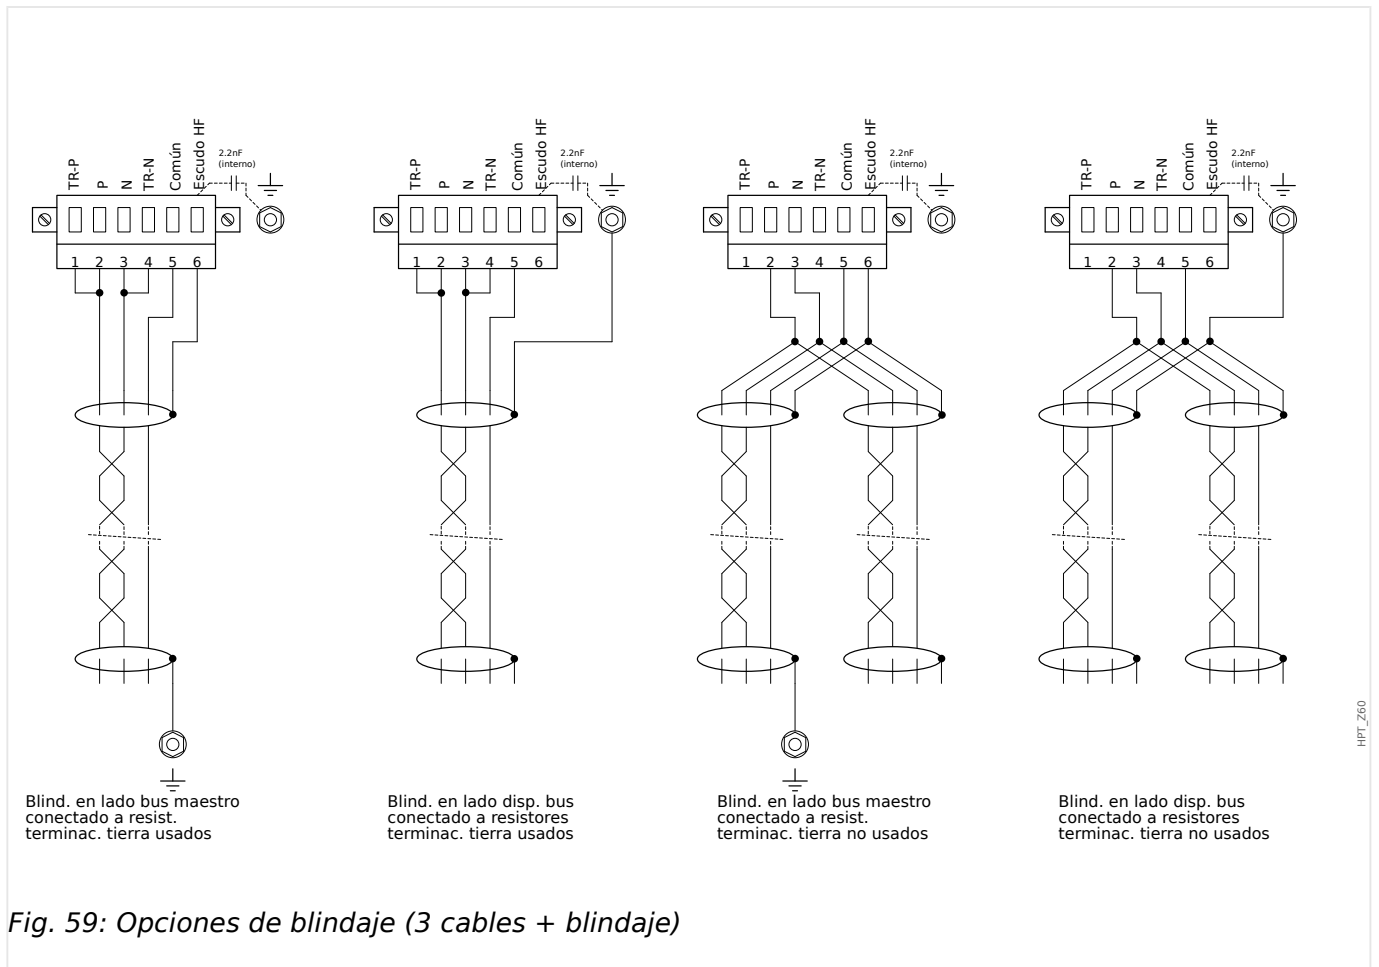 TR-P
P
N
TR-N
Común
Escudo HF
2.2nF
(interno)
1 2 3 4 5 6
TR-P
P
N
TR-N
Común
Escudo HF
2.2nF
(interno)
1 2 3 4 5 6
TR-P
P
N
TR-N
Común
Escudo HF
2.2nF
(interno)
1 2 3 4 5 6
TR-P
P
N
TR-N
Común
Escudo HF
2.2nF
(interno)
1 2 3 4 5 6
HPT_Z60
Blind. en lado bus maestro
conectado a resist.
terminac. tierra usados
Blind. en lado disp. bus
conectado a resistores
terminac. tierra usados
Blind. en lado bus maestro
conectado a resist.
terminac. tierra no usados
Blind. en lado disp. bus
conectado a resistores
terminac. tierra no usados
Fig. 59: Opciones de blindaje (3 cables + blindaje)